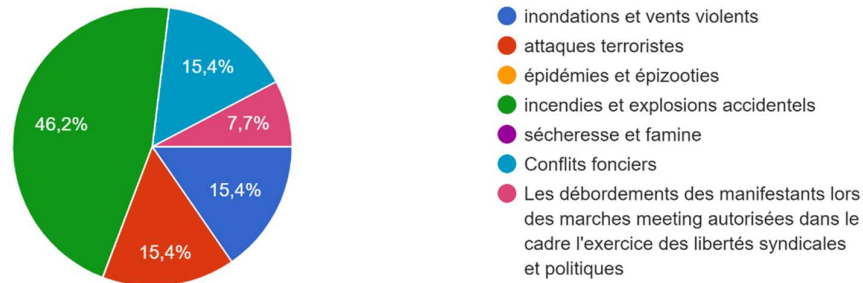 inondations et vents violents
attaques terroristes
épidémies et épizooties
incendies et explosions accidentels
sécheresse et famine
Conflits fonciers
Les débordements des manifestants lors
des marches meeting autorisées dans le
cadre l'exercice des libertés syndicales
et politiques
15,4%
46,2%
7,7%
15,4%
15,4%